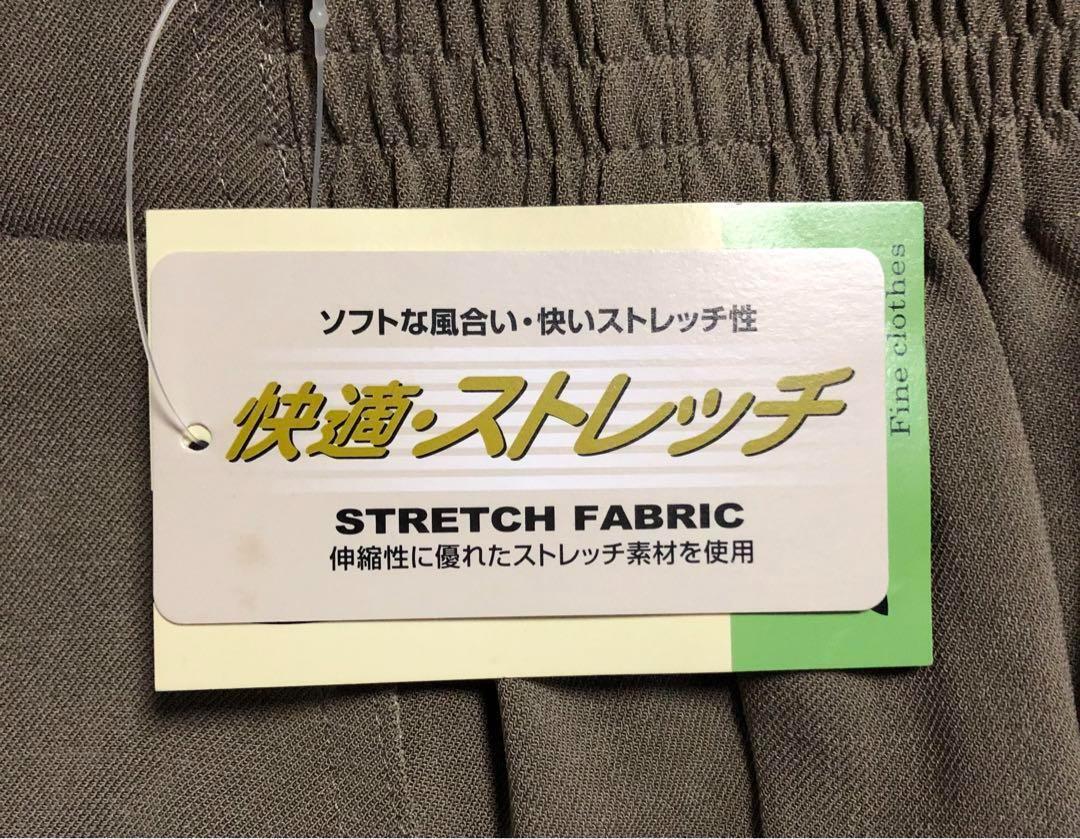 ソフトな風合い・快いストレッチ性
快適・ストレッチ
STRETCH FABRIC
伸縮性に優れたストレッチ素材を使用
Fine clothes